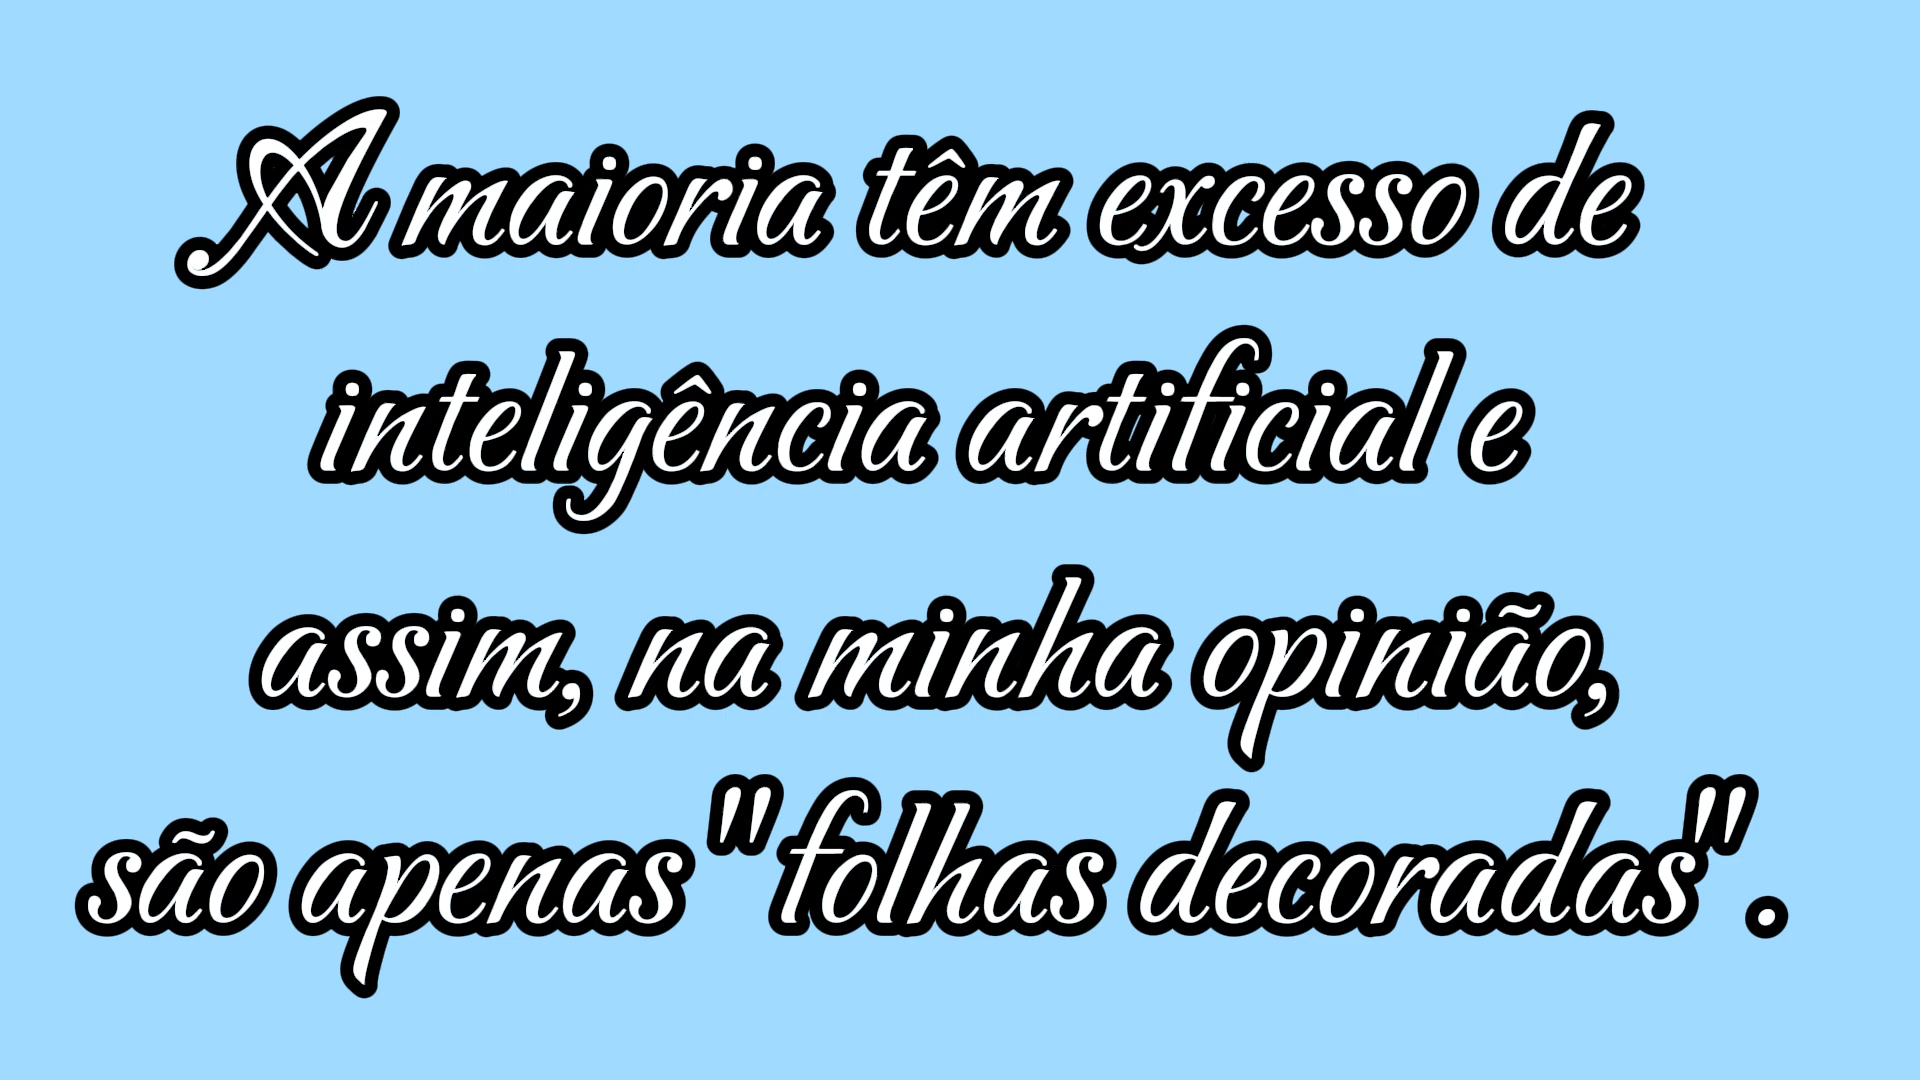 A maioria têm excesso de
inteligência artificial e
assim, na minha opinião,
são apenas "folhas decoradas".